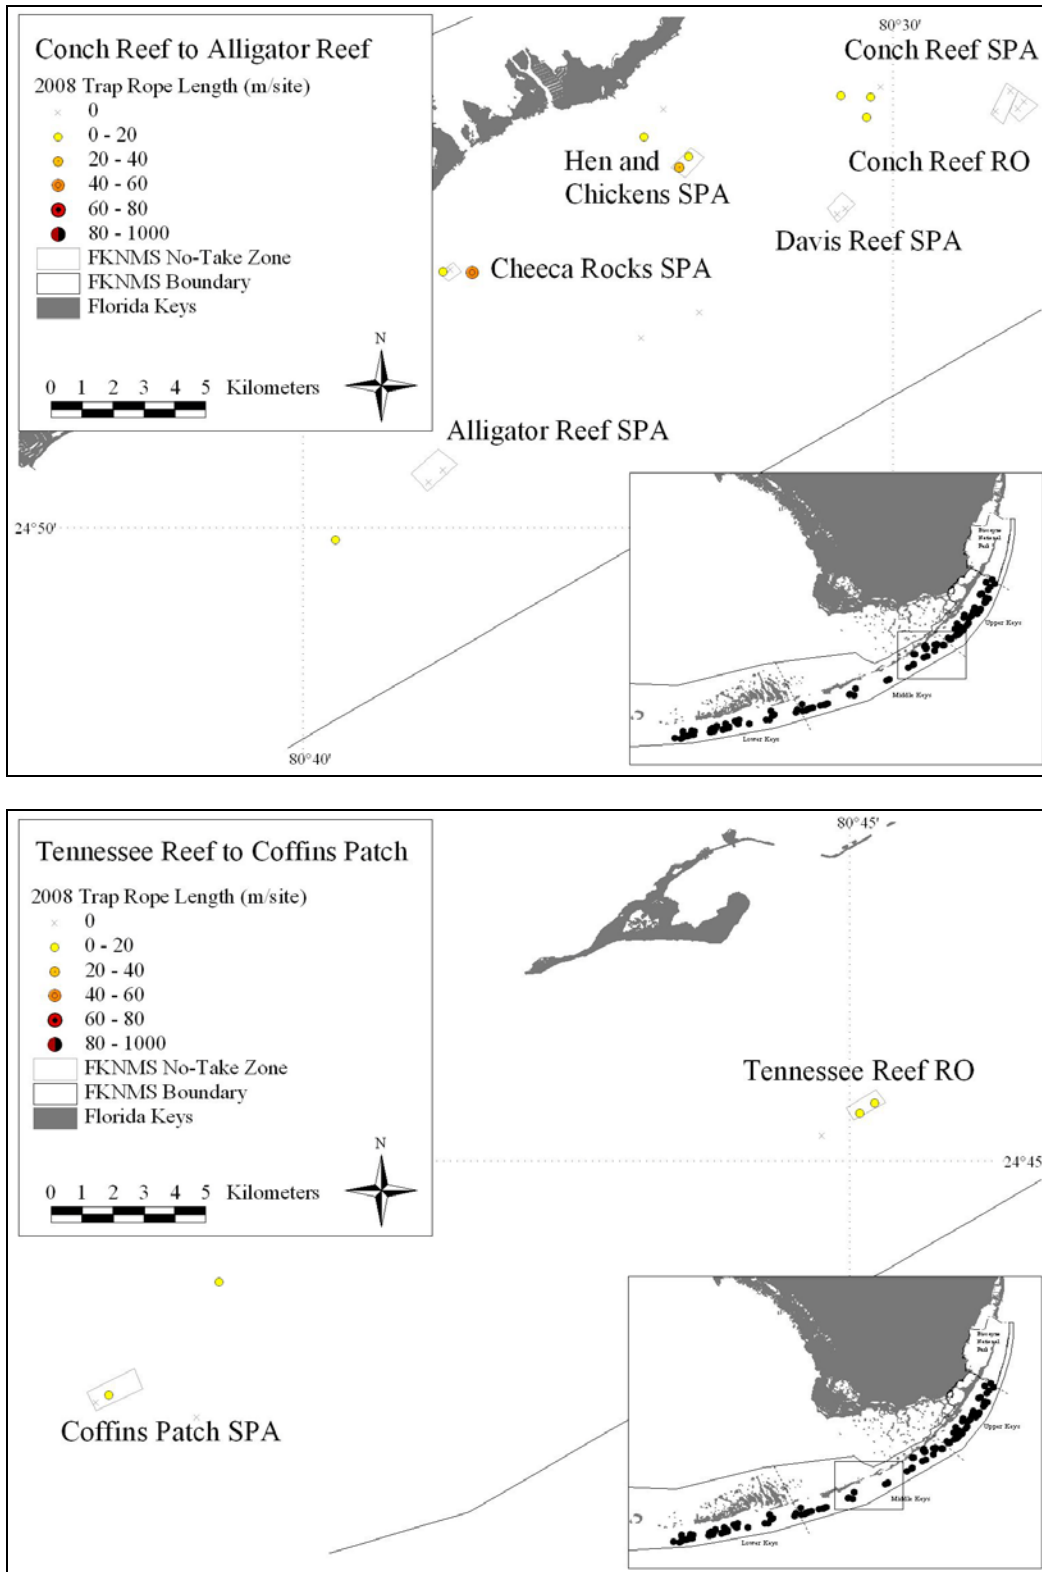 Conch Reef to Alligator Reef
2008 Trap Rope Length (m/site)
0
0 - 20
20 - 40
40 - 60
60 - 80
80 - 1000
FKNMS No-Take Zone
FKNMS Boundary
Florida Keys
N
0 1 2 3 4 5 Kilometers
80°30'
Conch Reef SPA
Hen and
Chickens SPA
Conch Reef RO
Davis Reef SPA
Cheeca Rocks SPA
Alligator Reef SPA
24°50'
80°40'
Biscayne
National
Park
Upper Keys
Middle Keys
Lower Keys
Tennessee Reef to Coffins Patch
2008 Trap Rope Length (m/site)
0
0 - 20
20 - 40
40 - 60
60 - 80
80 - 1000
FKNMS No-Take Zone
FKNMS Boundary
Florida Keys
N
0 1 2 3 4 5 Kilometers
80°45'
Tennessee Reef RO
24°45'
Coffins Patch SPA
Biscayne
National
Park
Upper Keys
Middle Keys
Lower Keys